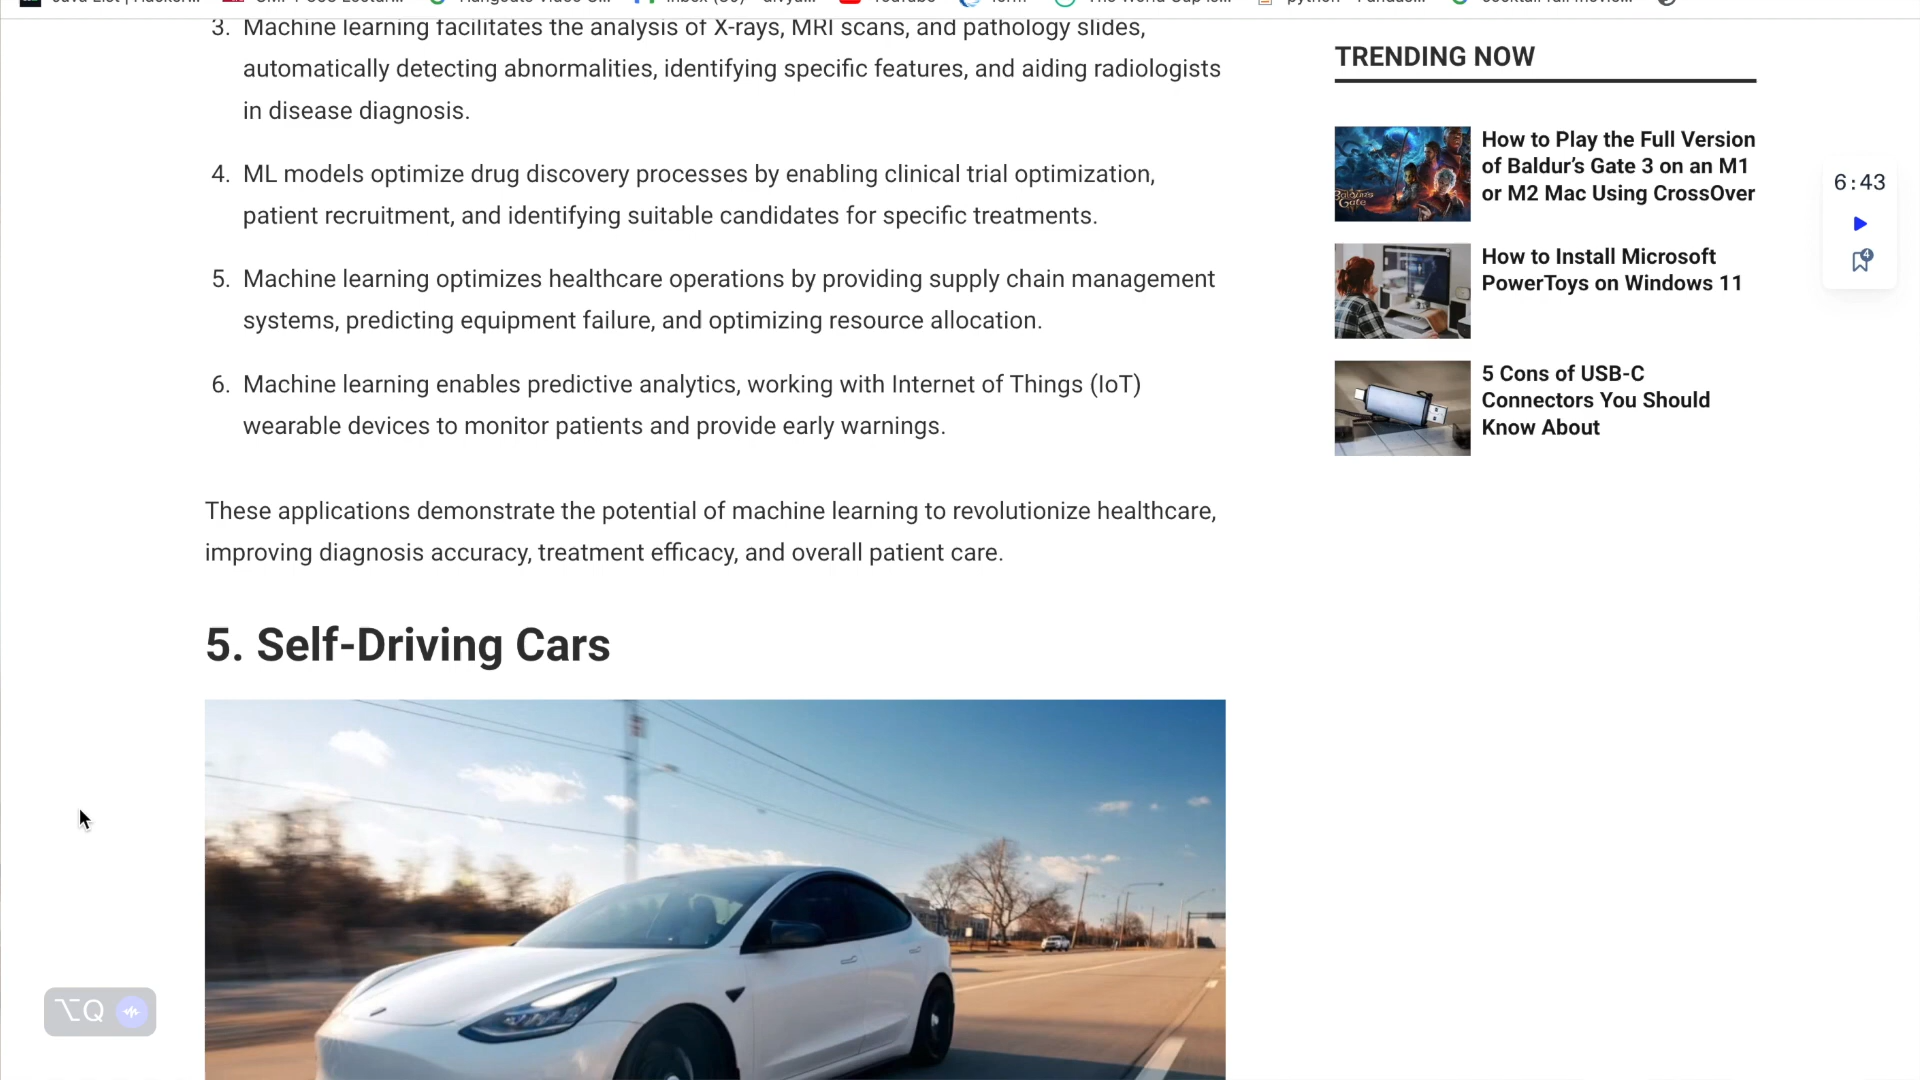 3. Machine learning facilitates the analysis of X-rays, MRI scans, and pathology slides,
automatically detecting abnormalities, identifying specific features, and aiding radiologists
in disease diagnosis.
4. ML models optimize drug discovery processes by enabling clinical trial optimization,
patient recruitment, and identifying suitable candidates for specific treatments.
5. Machine learning optimizes healthcare operations by providing supply chain management
systems, predicting equipment failure, and optimizing resource allocation.
6. Machine learning enables predictive analytics, working with Internet of Things (IoT)
wearable devices to monitor patients and provide early warnings.
These applications demonstrate the potential of machine learning to revolutionize healthcare,
improving diagnosis accuracy, treatment efficacy, and overall patient care.
5. Self-Driving Cars
TRENDING NOW
How to Play the Full Version
of Baldur’s Gate 3 on an M1
or M2 Mac Using CrossOver
How to Install Microsoft
PowerToys on Windows 11
5 Cons of USB-C
Connectors You Should
Know About
6:43
4
⌥Q